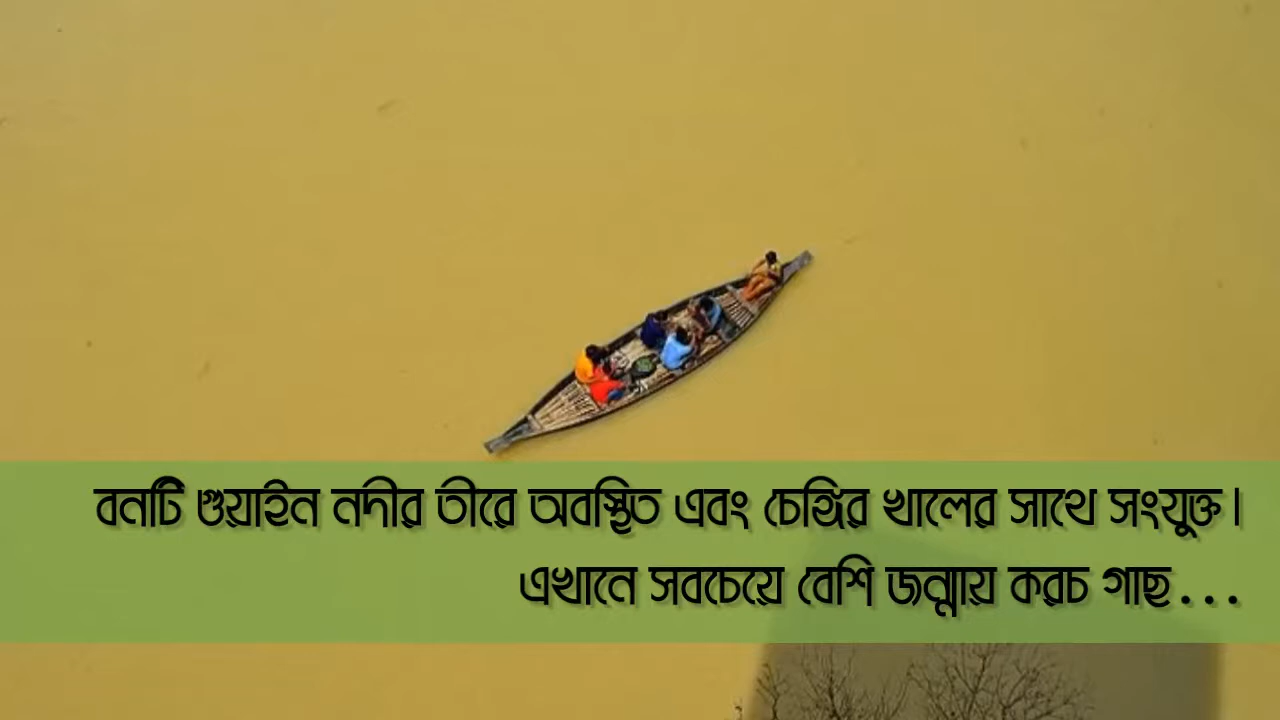 বনটি গুয়াইন নদীর তীরে অবস্থিত এবং চেঙ্গির খালের সাথে সংযুক্ত।
এখানে সবচেয়ে বেশি জন্মায় করচ গাছ...